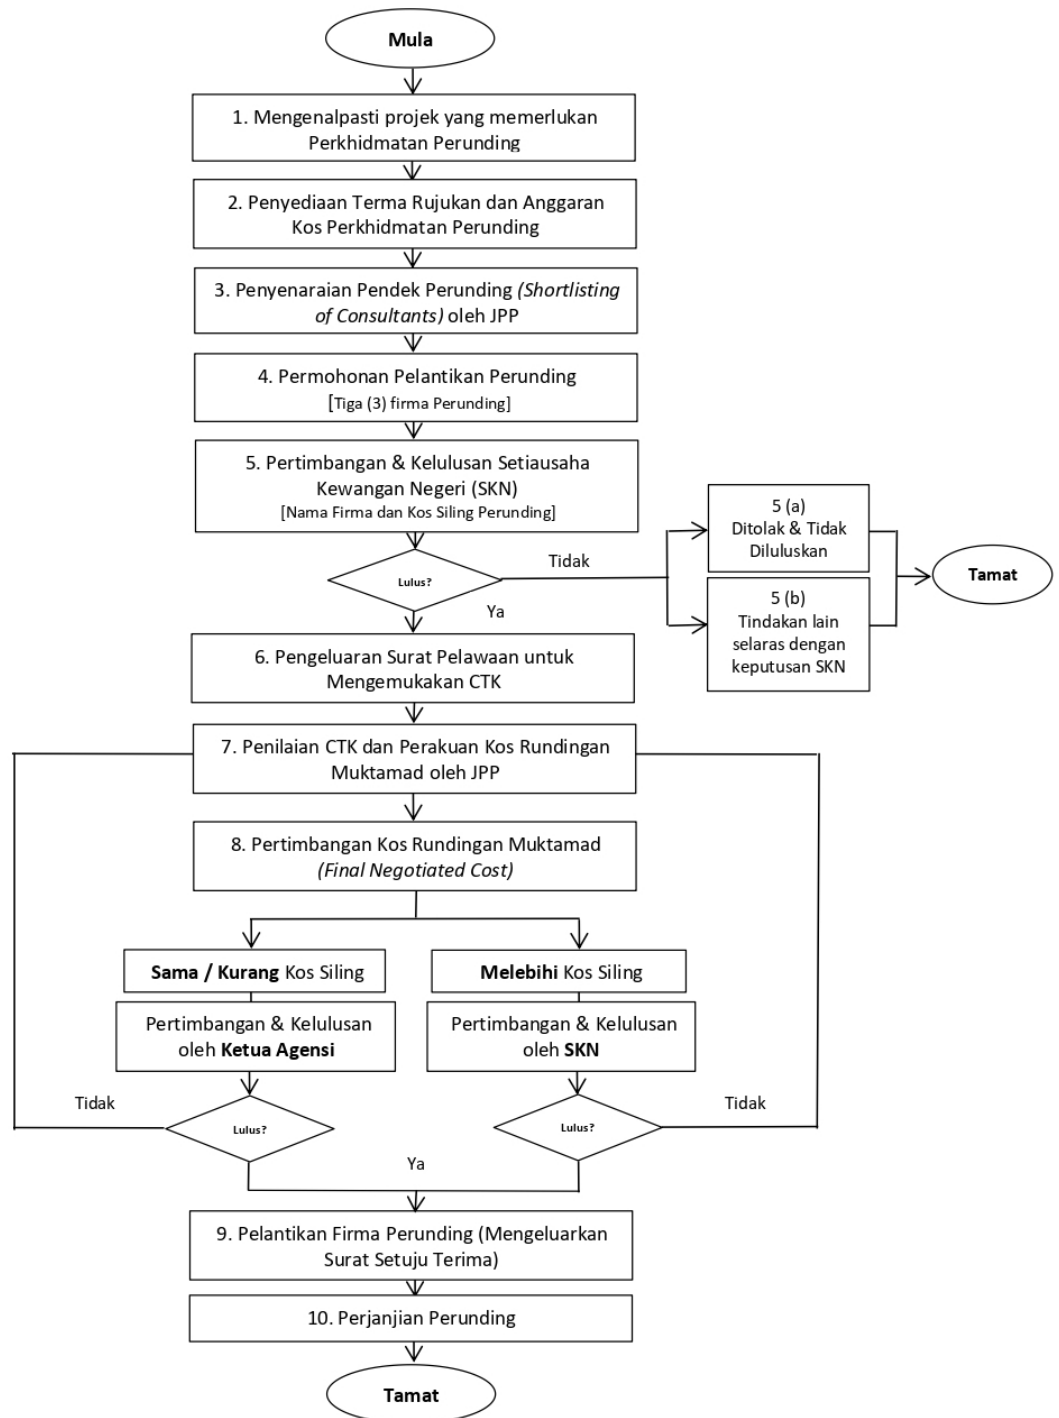 Mula
1. Mengenalpasti projek yang memerlukan
Perkhidmatan Perunding
2. Penyediaan Terma Rujukan dan Anggaran
Kos Perkhidmatan Perunding
3. Penyenaraian Pendek Perunding (Shortlisting
of Consultants) oleh JPP
4. Permohonan Pelantikan Perunding
[Tiga (3) firma Perunding]
5. Pertimbangan & Kelulusan Setiausaha
Kewangan Negeri (SKN)
[Nama Firma dan Kos Siling Perunding]
Lulus?
Tidak
5 (a)
Ditolak & Tidak
Diluluskan
5 (b)
Tindakan lain
selaras dengan
keputusan SKN
Tamat
Ya
6. Pengeluaran Surat Pelawaan untuk
Mengemukakan CTK
7. Penilaian CTK dan Perakuan Kos Rundingan
Muktamad oleh JPP
8. Pertimbangan Kos Rundingan Muktamad
(Final Negotiated Cost)
Sama / Kurang Kos Siling
Pertimbangan & Kelulusan
oleh Ketua Agensi
Tidak
Lulus?
Melebihi Kos Siling
Pertimbangan & Kelulusan
oleh SKN
Lulus?
Tidak
Ya
9. Pelantikan Firma Perunding (Mengeluarkan
Surat Setuju Terima)
10. Perjanjian Perunding
Tamat